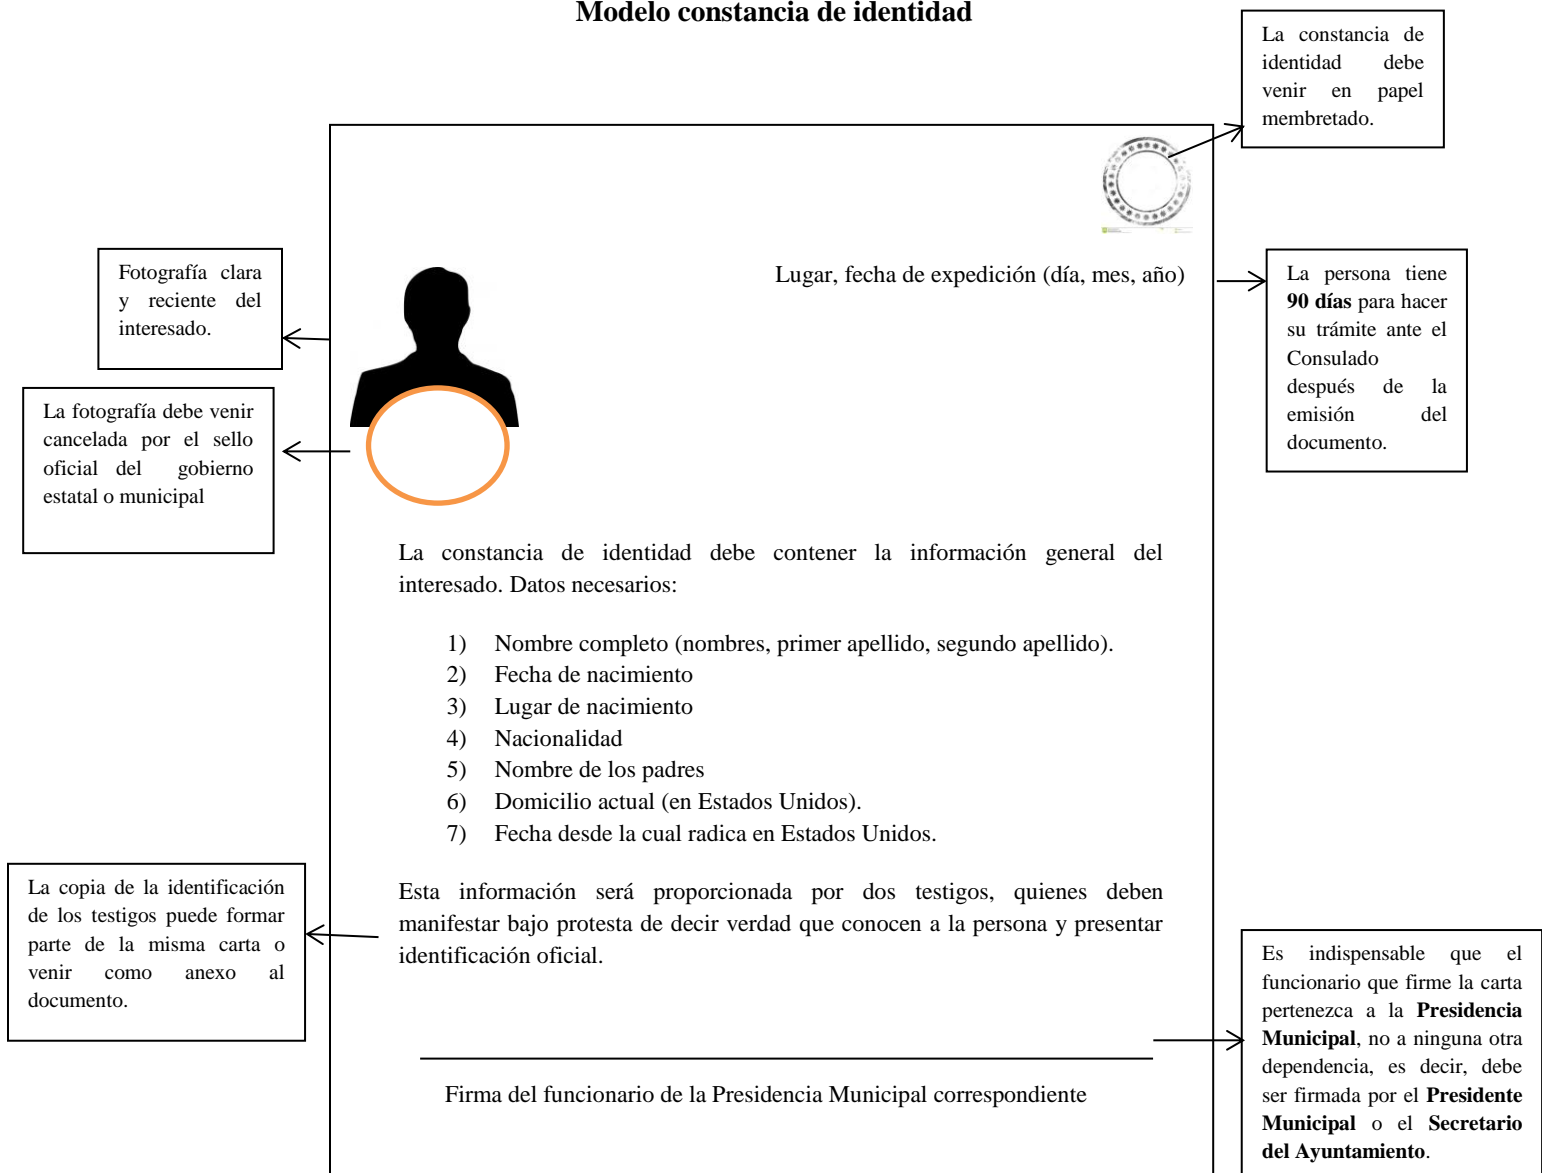 Modelo constancia de identidad
La constancia de
identidad debe
venir en papel
membretado.
Lugar, fecha de expedición (día, mes, año)
La persona tiene
90 días para hacer
su trámite ante el
Consulado
después de la
emisión del
documento.
Fotografía clara
y reciente del
interesado.
La fotografía debe venir
cancelada por el sello
oficial del gobierno
estatal o municipal
La constancia de identidad debe contener la información general del
interesado. Datos necesarios:
1) Nombre completo (nombres, primer apellido, segundo apellido).
2) Fecha de nacimiento
3) Lugar de nacimiento
4) Nacionalidad
5) Nombre de los padres
6) Domicilio actual (en Estados Unidos).
7) Fecha desde la cual radica en Estados Unidos.
La copia de la identificación
de los testigos puede formar
parte de la misma carta o
venir como anexo al
documento.
Esta información será proporcionada por dos testigos, quienes deben
manifestar bajo protesta de decir verdad que conocen a la persona y presentar
identificación oficial.
Es indispensable que el
funcionario que firme la carta
pertenezca a la Presidencia
Municipal, no a ninguna otra
dependencia, es decir, debe
ser firmada por el Presidente
Municipal o el Secretario
del Ayuntamiento.
Firma del funcionario de la Presidencia Municipal correspondiente